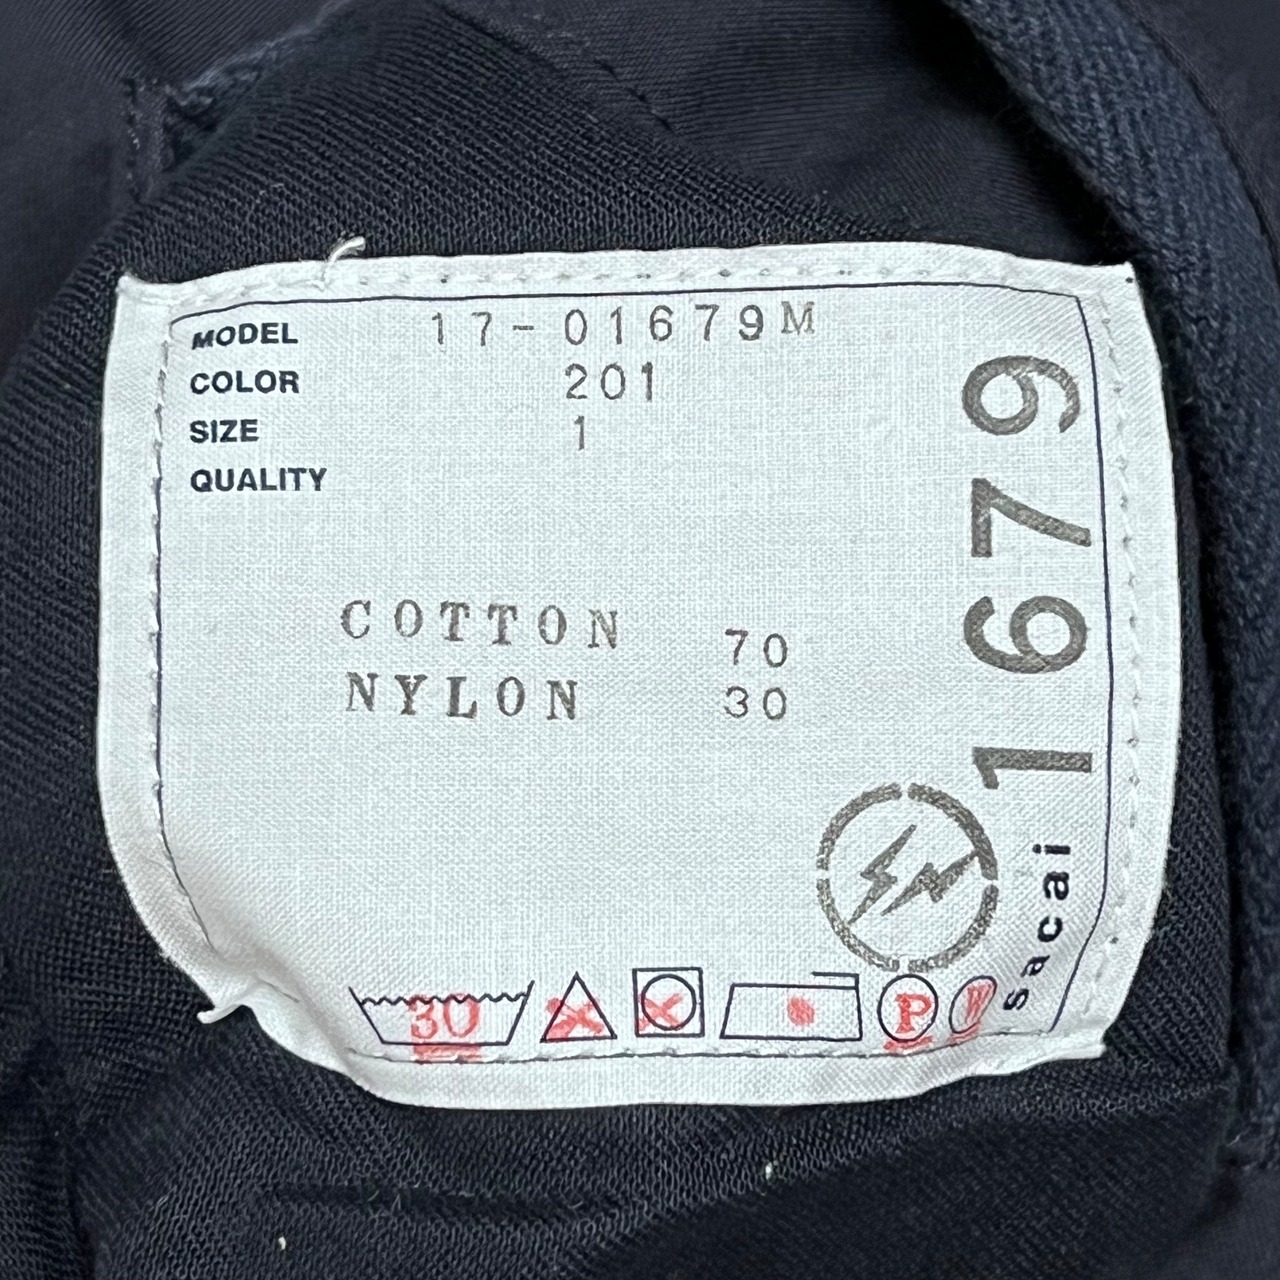 MODEL 17-01679M
COLOR 201
SIZE 1
QUALITY
COTTON 70
NYLON 30
1679
sacai
30
P
W